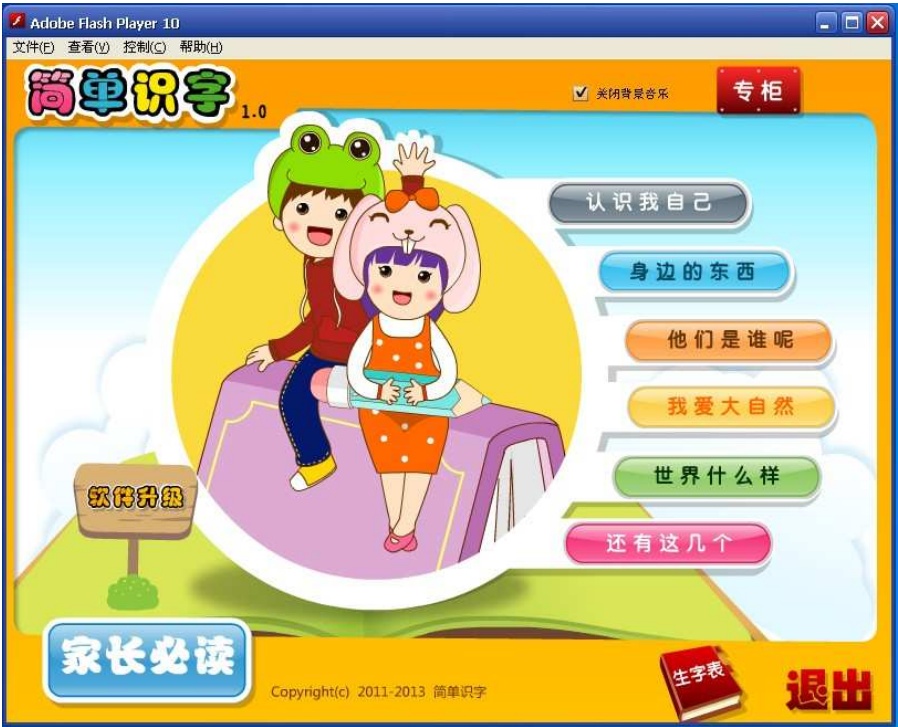 Adobe Flash Player 10
文件(F) 查看(V) 控制(C) 帮助(H)
简单识字 1.0
关闭背景音乐
专柜
认识我自己
身边的东西
他们是谁呢
我爱大自然
世界什么样
还有这几个
软件升级
家长必读
Copyright(c) 2011-2013 简单识字
生字表
退出